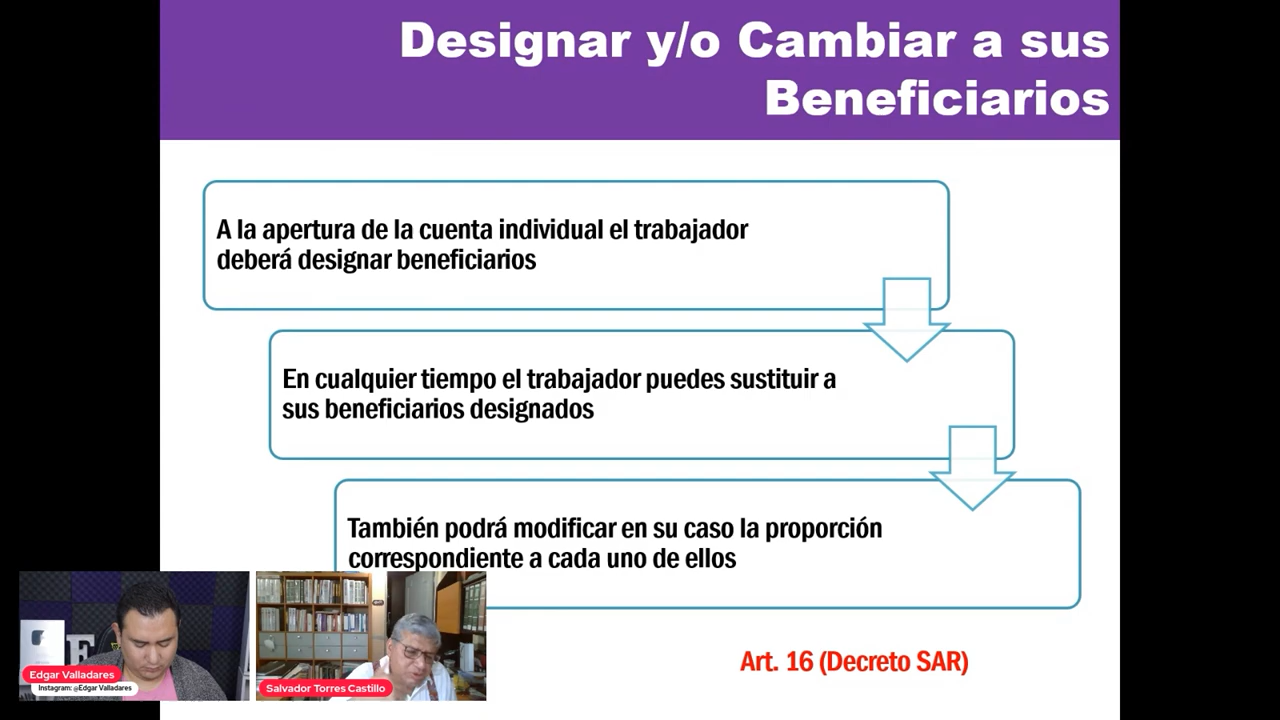 Designar y/o Cambiar a sus
Beneficiarios
A la apertura de la cuenta individual el trabajador
deberá designar beneficiarios
En cualquier tiempo el trabajador puedes sustituir a
sus beneficiarios designados
También podrá modificar en su caso la proporción
correspondiente a cada uno de ellos
Art. 16 (Decreto SAR)
Edgar Valladares
Instagram: @Edgar Valladares
Salvador Torres Castillo